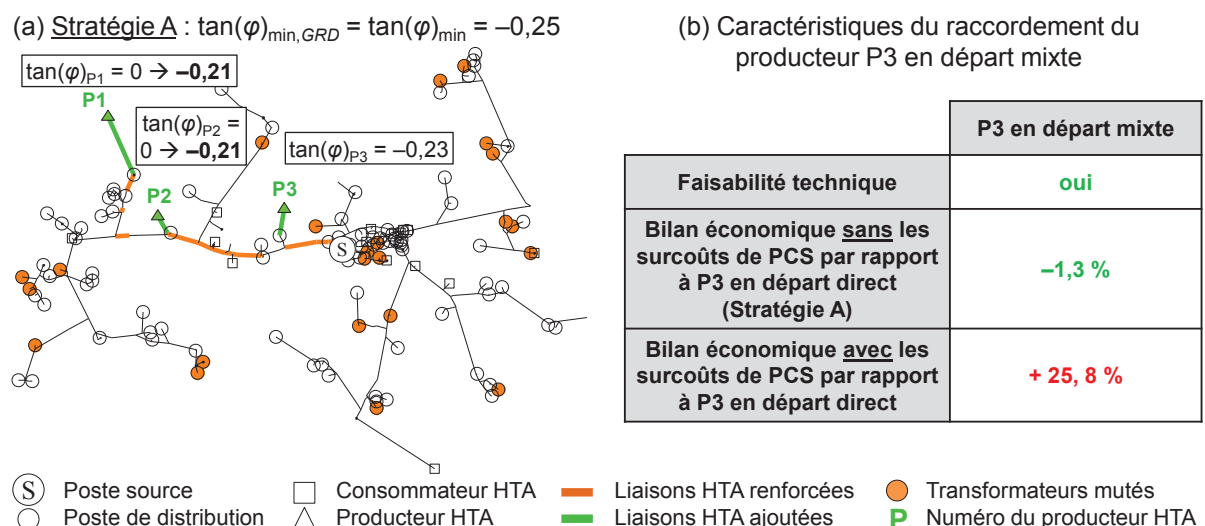 (a) Stratégie A : tan(φ)min,GRD = tan(φ)min = –0,25
tan(φ)P1 = 0 → –0,21
P1
tan(φ)P2 =
0 → –0,21
tan(φ)P3 = –0,23
P2
P3
S
(b) Caractéristiques du raccordement du
producteur P3 en départ mixte
P3 en départ mixte
Faisabilité technique
oui
Bilan économique sans les
surcoûts de PCS par rapport
à P3 en départ direct
(Stratégie A)
–1,3 %
Bilan économique avec les
surcoûts de PCS par rapport
à P3 en départ direct
+ 25, 8 %
S Poste source
Consommateur HTA
Liaisons HTA renforcées
Transformateurs mutés
Poste de distribution
Producteur HTA
Liaisons HTA ajoutées
P Numéro du producteur HTA